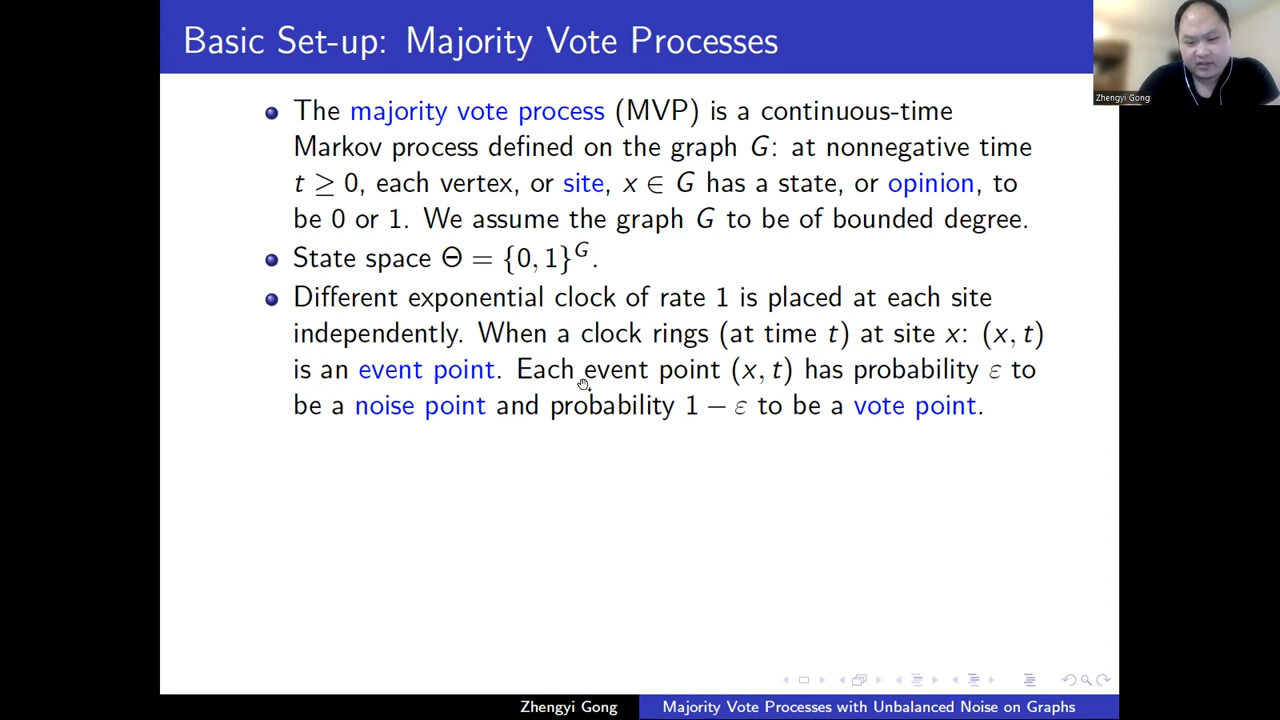 Basic Set-up: Majority Vote Processes
Zhengyi Gong
The majority vote process (MVP) is a continuous-time
Markov process defined on the graph G: at nonnegative time
t ≥ 0, each vertex, or site, x ∈ G has a state, or opinion, to
be 0 or 1. We assume the graph G to be of bounded degree.
State space Θ = {0, 1}^G.
Different exponential clock of rate 1 is placed at each site
independently. When a clock rings (at time t) at site x: (x, t)
is an event point. Each event point (x, t) has probability ε to
be a noise point and probability 1 − ε to be a vote point.
Zhengyi Gong
Majority Vote Processes with Unbalanced Noise on Graphs